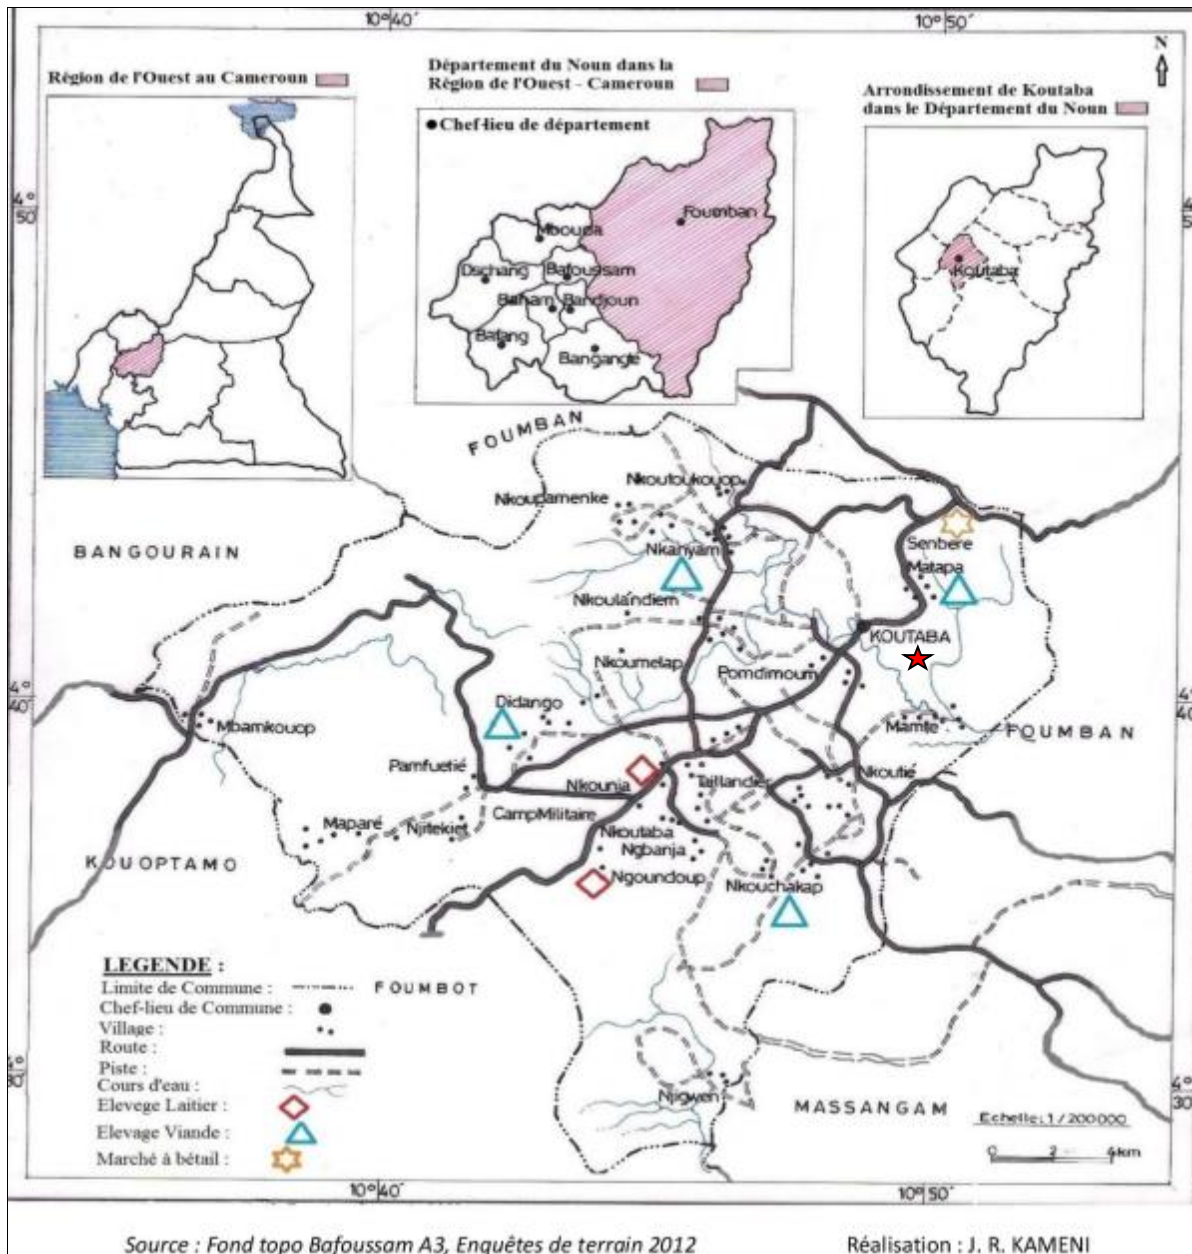 10°40′
10°50′
N
Région de l'Ouest au Cameroun
Département du Noun dans la
Région de l'Ouest - Cameroun
Chef-lieu de département
Foumban
Mbouda
Dschang
Bafoussam
Baham
Bandjoun
Bafang
Bangangte
Arrondissement de Koutaba
dans le Département du Noun
Koutaba
4°
50′
FOUMBAN
Nkoutoukouop
Nkoupamenke
BANGOURAIN
Nkanyam
Senbere
Matapa
Nkoulandiem
KOUTABA
Nkoumelap
Pomdimoum
4°
40′
Didango
Mbamkouop
Mamte
FOUMBAN
Pamfuetié
Nkounja
Taillandier
Nkoutie
CampMilitaire
Maparé
Njitekiet
Nkoutaba
Ngbanja
KOUOPTAMO
Ngoundoup
Nkouchakap
LEGENDE :
Limite de Commune :
FOUMBOT
Chef-lieu de Commune :
Village :
Route :
Piste :
Cours d'eau :
Elevege Laitier :
Elevage Viande :
Marché à bétail :
Njigwen
MASSANGAM
4°
30′
Echelle: 1/200000
0 2 4km
10°40′
10°50′
Source : Fond topo Bafoussam A3, Enquêtes de terrain 2012
Réalisation : J. R. KAMENI